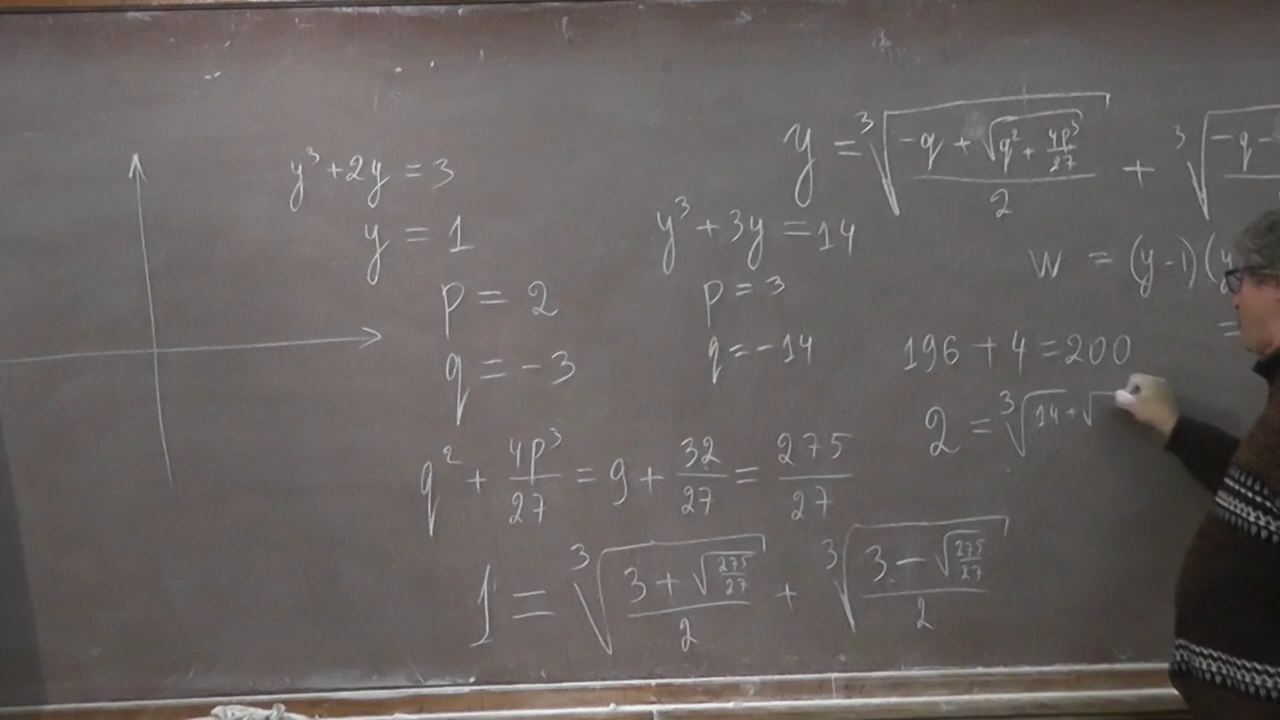 y³ + 2y = 3
y = 1
p = 2
q = -3
q² + 4p³/27 = 9 + 32/27 = 275/27
1 = ∛((3 + √(275/27))/2) + ∛((3 - √(275/27))/2)
y³ + 3y = 14
p = 3
q = -14
y = ∛((-q + √(q² + 4p³/27))/2) + ∛(-q -
w = (y-1)(y
=
196 + 4 = 200
2 = ∛(14 + √